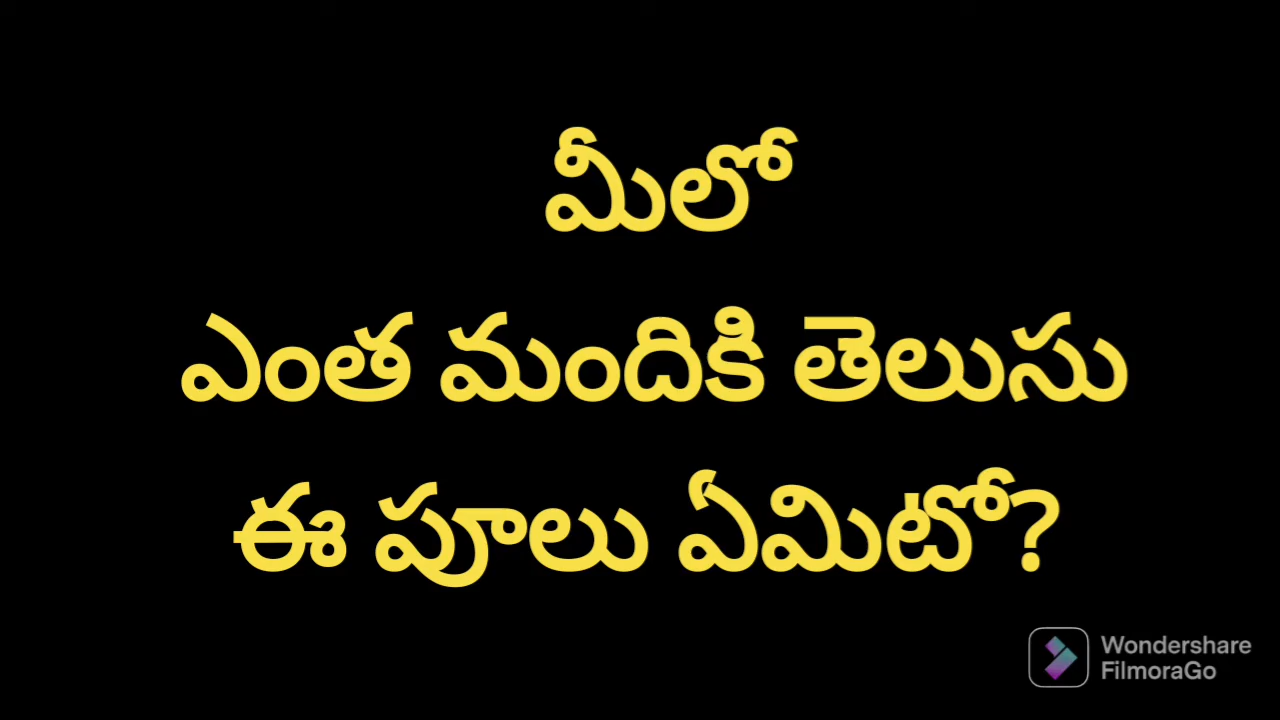 మీలో
ఎంత మందికి తెలుసు
ఈ పూలు ఏమిటో?
Wondershare
FilmoraGo